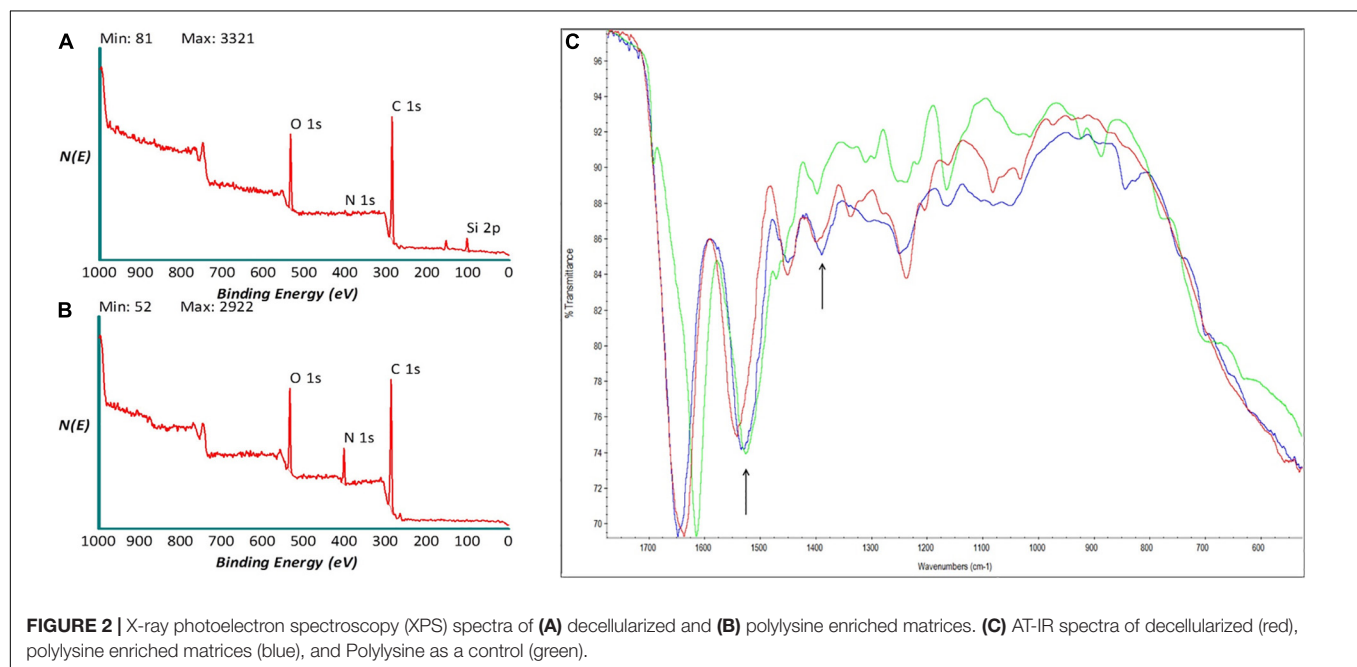 A
Min: 81 Max: 3321
N(E)
O 1s
N 1s
C 1s
Si 2p
1000 900 800 700 600 500 400 300 200 100 0
Binding Energy (eV)
B
Min: 52 Max: 2922
N(E)
O 1s
N 1s
C 1s
1000 900 800 700 600 500 400 300 200 100 0
Binding Energy (eV)
C
% Transmittance
96
94
92
90
88
86
84
82
80
78
76
74
72
70
1700 1600 1500 1400 1300 1200 1100 1000 900 800 700 600
Wavenumbers (cm-1)
FIGURE 2 | X-ray photoelectron spectroscopy (XPS) spectra of (A) decellularized and (B) polylysine enriched matrices. (C) AT-IR spectra of decellularized (red),
polylysine enriched matrices (blue), and Polylysine as a control (green).